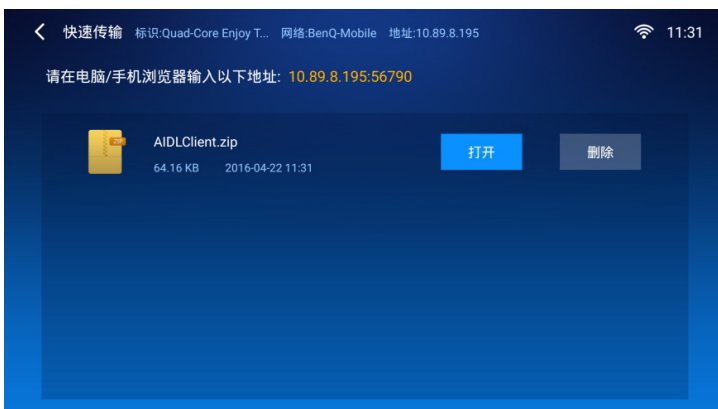 快速传输 标识:Quad-Core Enjoy T... 网络:BenQ-Mobile 地址:10.89.8.195 11:31
请在电脑/手机浏览器输入以下地址: 10.89.8.195:56790
ZIP
AIDLClient.zip
64.16 KB 2016-04-22 11:31
打开 删除